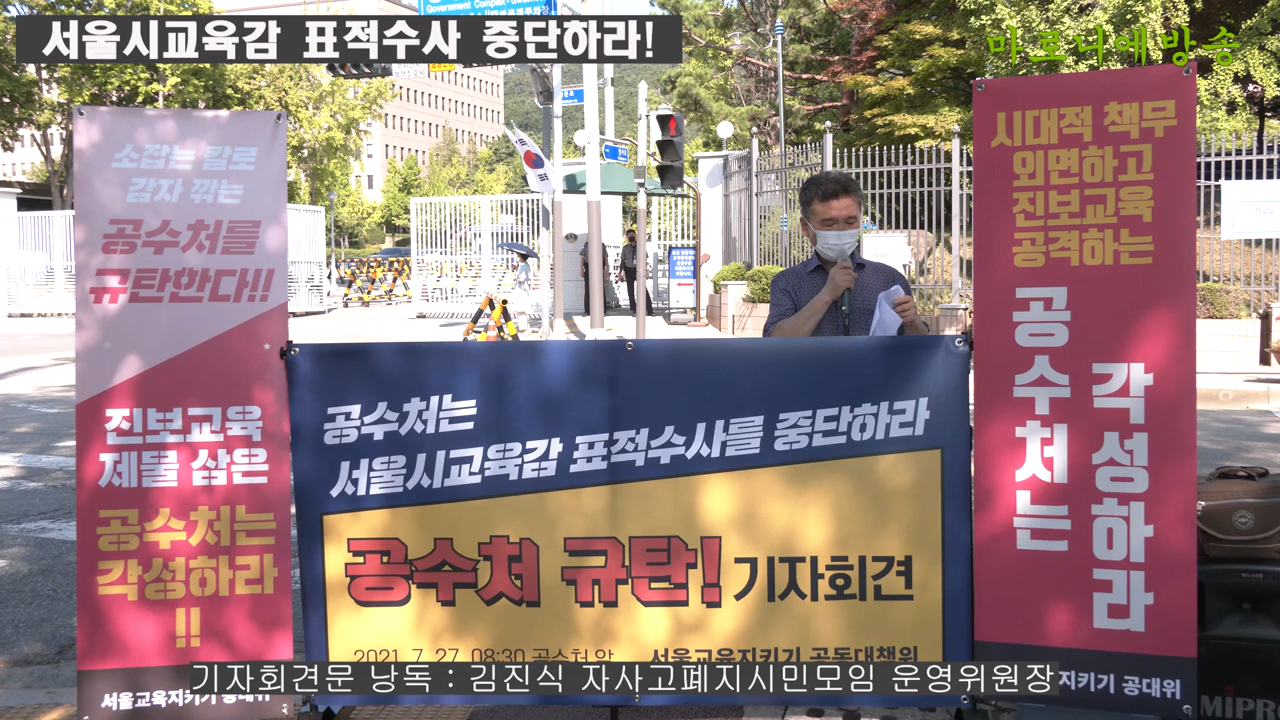 서울시교육감 표적수사 중단하라!
마로니에방송
Government Complex-Gwacheon
소잡는 칼로
감자 깎는
공수처를
규탄한다!!
진보교육
제물 삼은
공수처는
각성하라
!!
서울교육지키기 공대위
공수처는
서울시교육감 표적수사를 중단하라
공수처 규탄! 기자회견
2021. 7. 27. 08:30 공수처 앞
서울교육지키기 공동대책위
시대적 책무
외면하고
진보교육
공격하는
공수처는
각성하라
지키기 공대위
기자회견문 낭독 : 김진식 자사고폐지시민모임 운영위원장
MIPRO